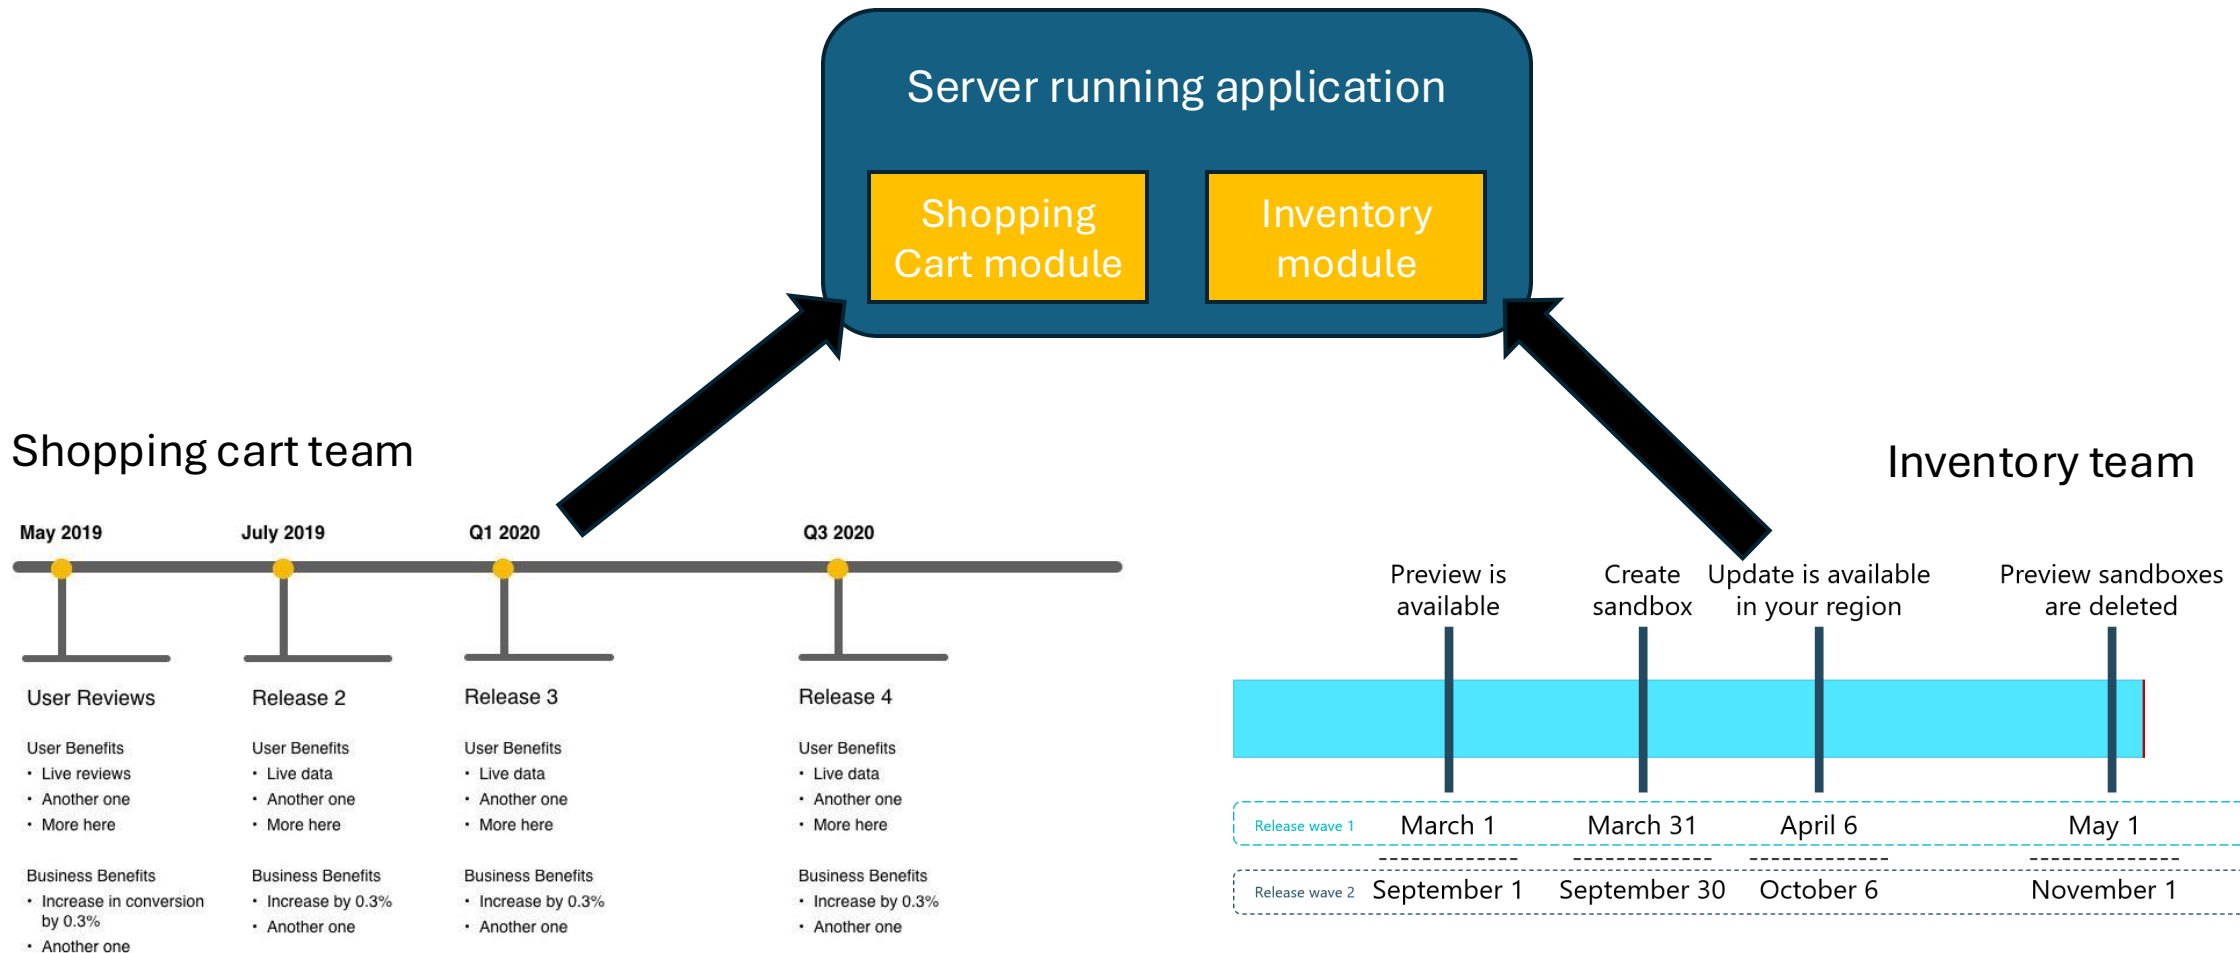 Server running application
Shopping
Cart module
Inventory
module
Shopping cart team
Inventory team
May 2019
July 2019
Q1 2020
Q3 2020
User Reviews
User Benefits
• Live reviews
• Another one
• More here
Business Benefits
• Increase in conversion
by 0.3%
• Another one
Release 2
User Benefits
• Live data
• Another one
• More here
Business Benefits
• Increase by 0.3%
• Another one
Release 3
User Benefits
• Live data
• Another one
• More here
Business Benefits
• Increase by 0.3%
• Another one
Release 4
User Benefits
• Live data
• Another one
• More here
Business Benefits
• Increase by 0.3%
• Another one
Preview is
available
Create
sandbox
Update is available
in your region
Preview sandboxes
are deleted
Release wave 1 March 1 March 31 April 6 May 1
Release wave 2 September 1 September 30 October 6 November 1